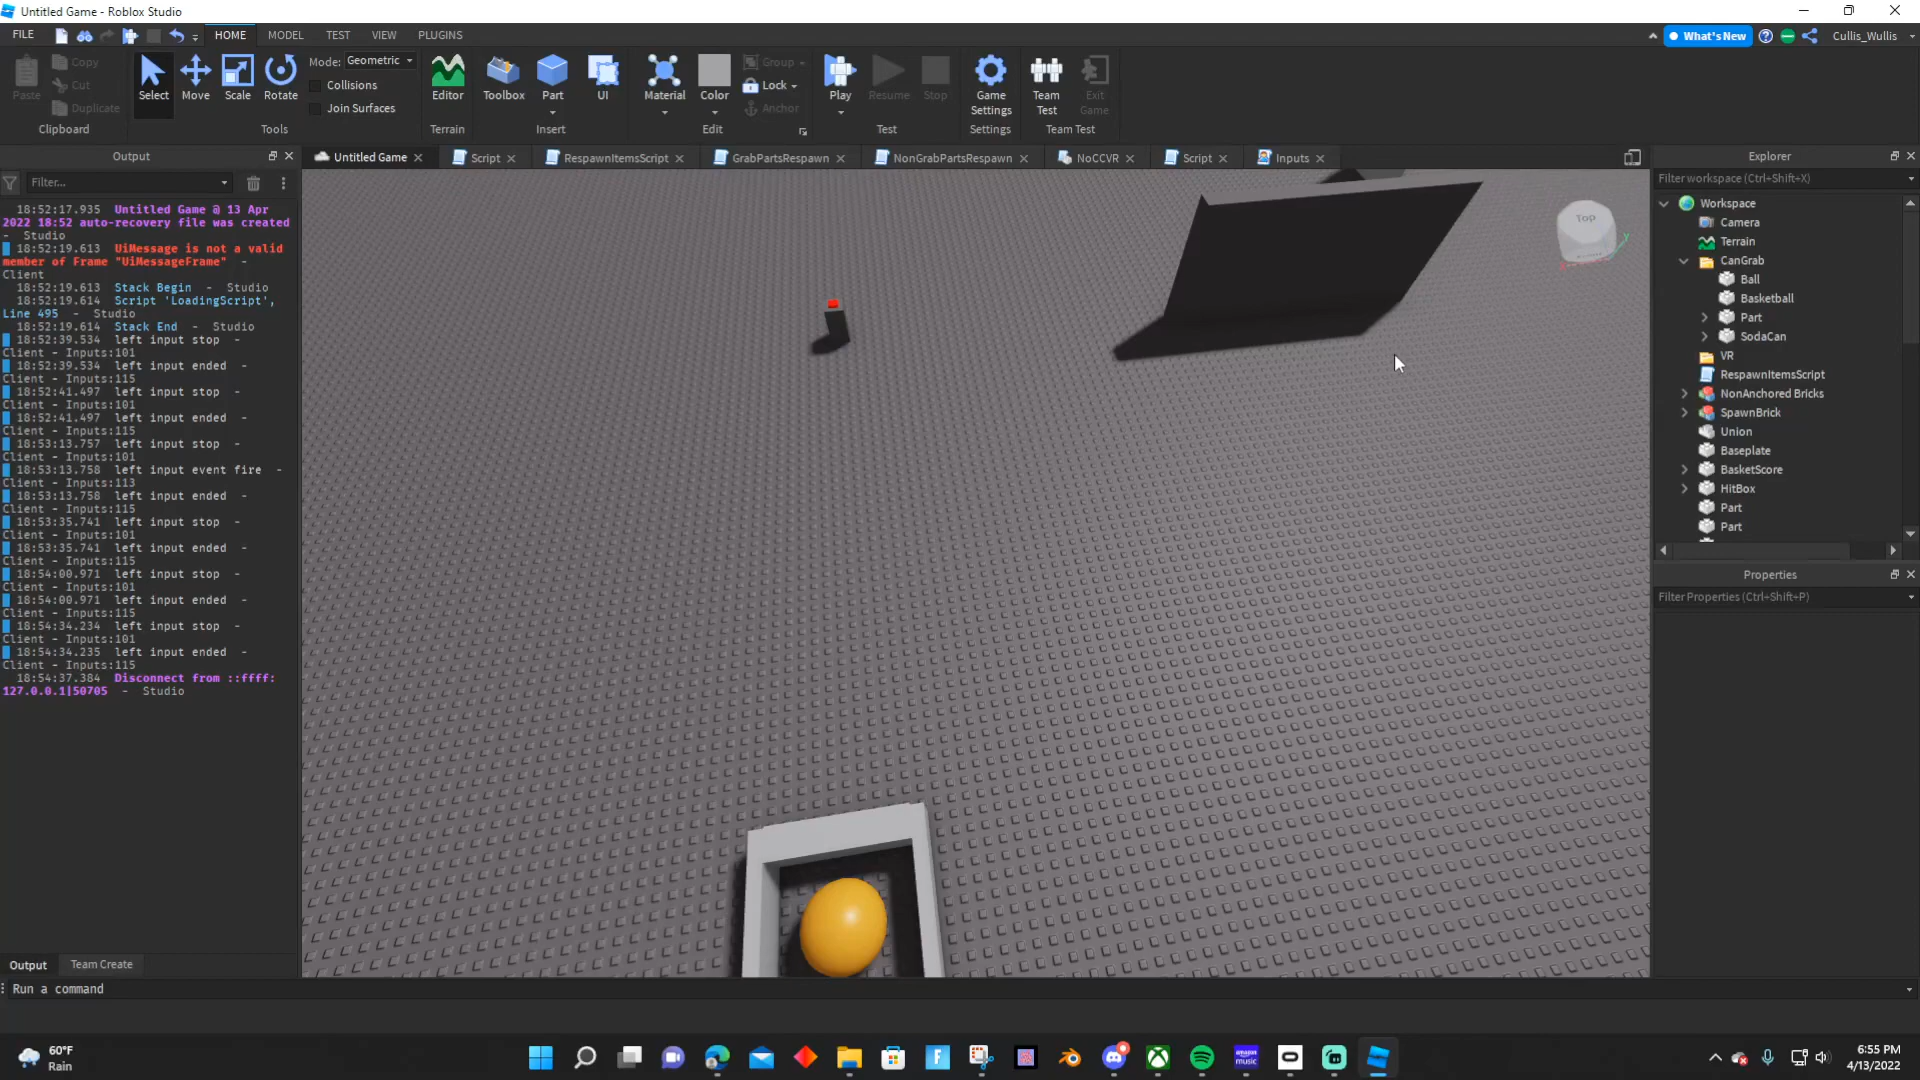 Untitled Game - Roblox Studio
FILE HOME MODEL TEST VIEW PLUGINS What's New Cullis_Wullis
Paste Copy Cut Duplicate Clipboard
Select Move Scale Rotate Mode: Geometric Collisions Join Surfaces Tools
Editor Terrain
Toolbox Part UI Insert
Material Color Group Lock Anchor Edit
Play Resume Stop Test
Game Settings Settings
Team Test Exit Game Team Test
Output
Filter...
Untitled Game Script RespawnItemsScript GrabPartsRespawn NonGrabPartsRespawn NoCCVR Script Inputs
18:52:17.935 Untitled Game @ 13 Apr
2022 18:52 auto-recovery file was created
- Studio
18:52:19.613 UiMessage is not a valid
member of Frame "UiMessageFrame" -
Client
18:52:19.613 Stack Begin - Studio
18:52:19.614 Script 'LoadingScript',
Line 495 - Studio
18:52:19.614 Stack End - Studio
18:52:39.534 left input stop -
Client - Inputs:101
18:52:39.534 left input ended -
Client - Inputs:115
18:52:41.497 left input stop -
Client - Inputs:101
18:52:41.497 left input ended -
Client - Inputs:115
18:53:13.757 left input stop -
Client - Inputs:101
18:53:13.758 left input event fire -
Client - Inputs:113
18:53:13.758 left input ended -
Client - Inputs:115
18:53:35.741 left input stop -
Client - Inputs:101
18:53:35.741 left input ended -
Client - Inputs:115
18:54:00.971 left input stop -
Client - Inputs:101
18:54:00.971 left input ended -
Client - Inputs:115
18:54:34.234 left input stop -
Client - Inputs:101
18:54:34.235 left input ended -
Client - Inputs:115
18:54:37.384 Disconnect from ::ffff:
127.0.0.1|50705 - Studio
Output Team Create
Run a command
Top
Explorer
Filter workspace (Ctrl+Shift+X)
Workspace
Camera
Terrain
CanGrab
Ball
Basketball
Part
SodaCan
VR
RespawnItemsScript
NonAnchored Bricks
SpawnBrick
Union
Baseplate
BasketScore
HitBox
Part
Part
Properties
Filter Properties (Ctrl+Shift+P)
60°F
Rain
amazon music
6:55 PM
4/13/2022